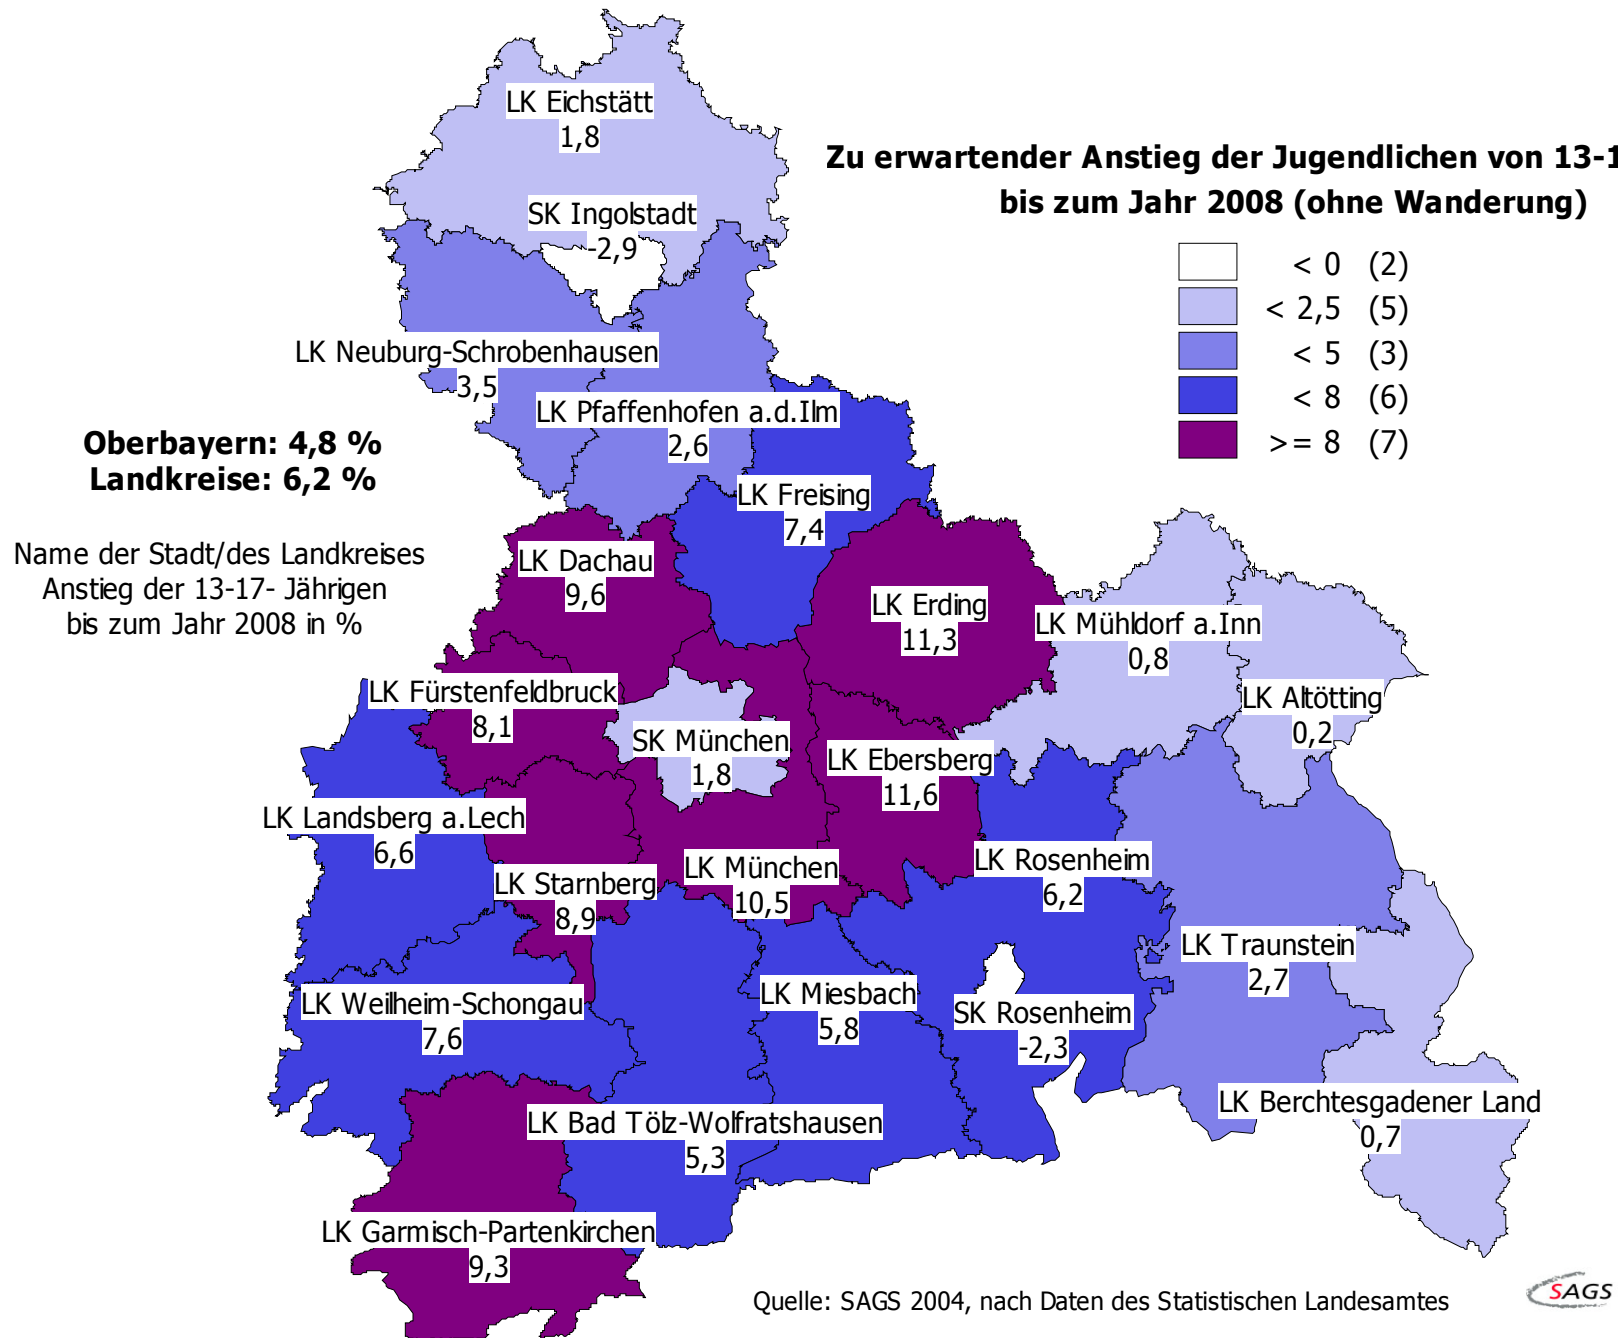 LK Eichstätt
1,8
Zu erwartender Anstieg der Jugendlichen von 13-1
bis zum Jahr 2008 (ohne Wanderung)
SK Ingolstadt
-2,9
< 0 (2)
< 2,5 (5)
< 5 (3)
< 8 (6)
>= 8 (7)
LK Neuburg-Schrobenhausen
3,5
LK Pfaffenhofen a.d.Ilm
2,6
Oberbayern: 4,8 %
Landkreise: 6,2 %
LK Freising
7,4
Name der Stadt/des Landkreises
Anstieg der 13-17- Jährigen
bis zum Jahr 2008 in %
LK Dachau
9,6
LK Erding
11,3
LK Mühldorf a.Inn
0,8
LK Fürstenfeldbruck
8,1
LK Altötting
0,2
SK München
1,8
LK Ebersberg
11,6
LK Landsberg a.Lech
6,6
LK Starnberg
8,9
LK München
10,5
LK Rosenheim
6,2
LK Traunstein
2,7
LK Weilheim-Schongau
7,6
LK Miesbach
5,8
SK Rosenheim
-2,3
LK Berchtesgadener Land
0,7
LK Bad Tölz-Wolfratshausen
5,3
LK Garmisch-Partenkirchen
9,3
Quelle: SAGS 2004, nach Daten des Statistischen Landesamtes
SAGS